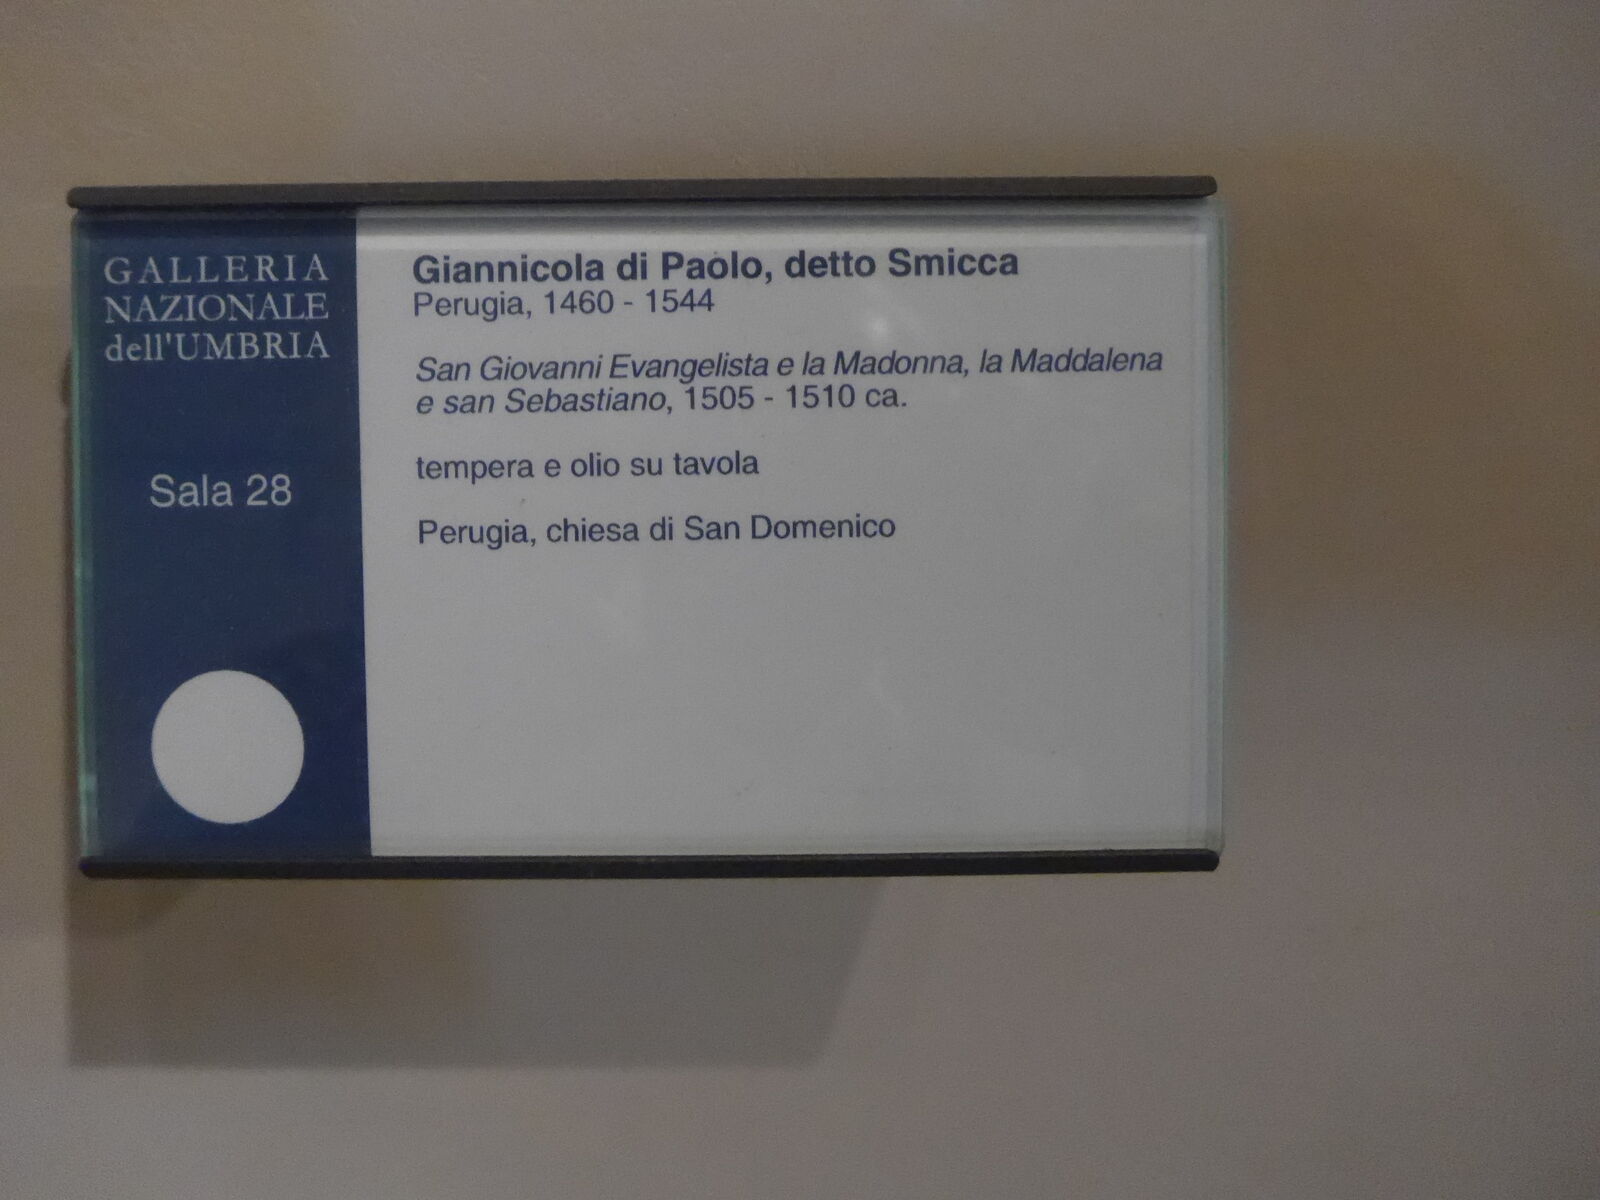 GALLERIA
NAZIONALE
dell'UMBRIA
Sala 28
Giannicola di Paolo, detto Smicca
Perugia, 1460 - 1544
San Giovanni Evangelista e la Madonna, la Maddalena
e san Sebastiano, 1505 - 1510 ca.
tempera e olio su tavola
Perugia, chiesa di San Domenico